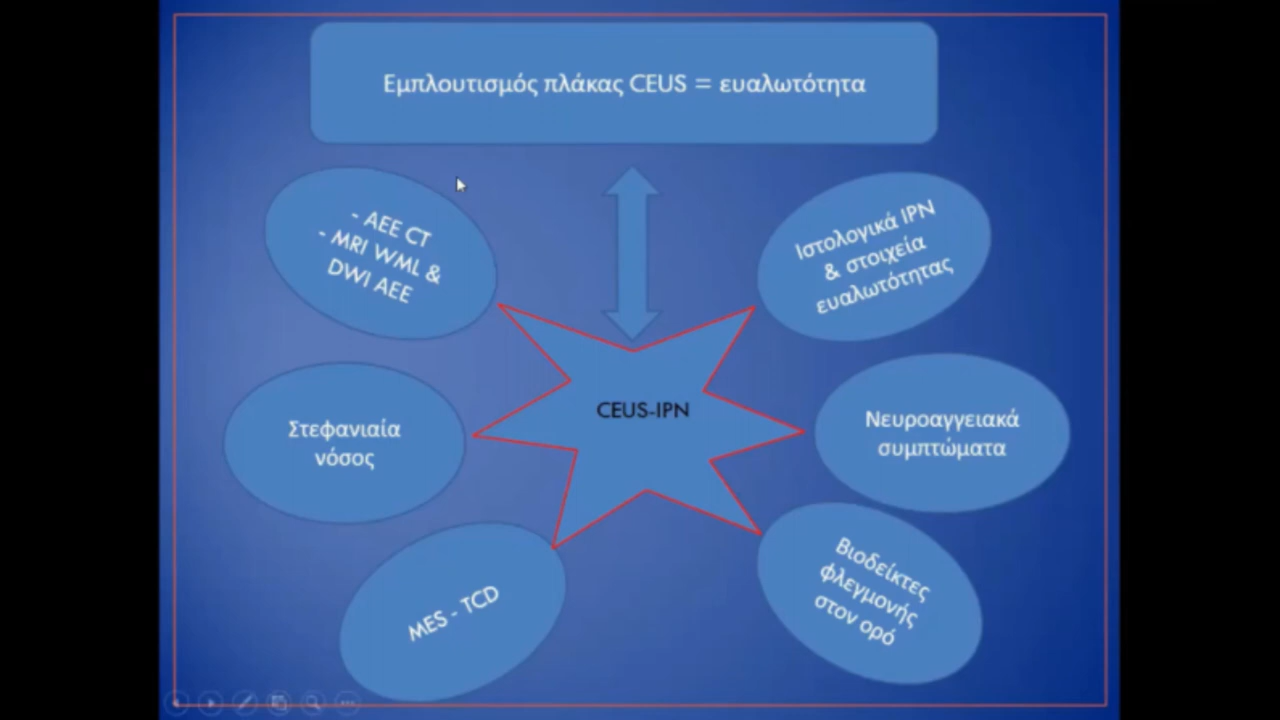 Εμπλουτισμός πλάκας CEUS = ευαλωτότητα
- ΑΕΕ CT
- MRI WML &
DWI ΑΕΕ
Ιστολογικά IPN
& στοιχεία
ευαλωτότητας
CEUS-IPN
Στεφανιαία
νόσος
Νευροαγγειακά
συμπτώματα
MES - TCD
Βιοδείκτες
φλεγμονής
στον ορό